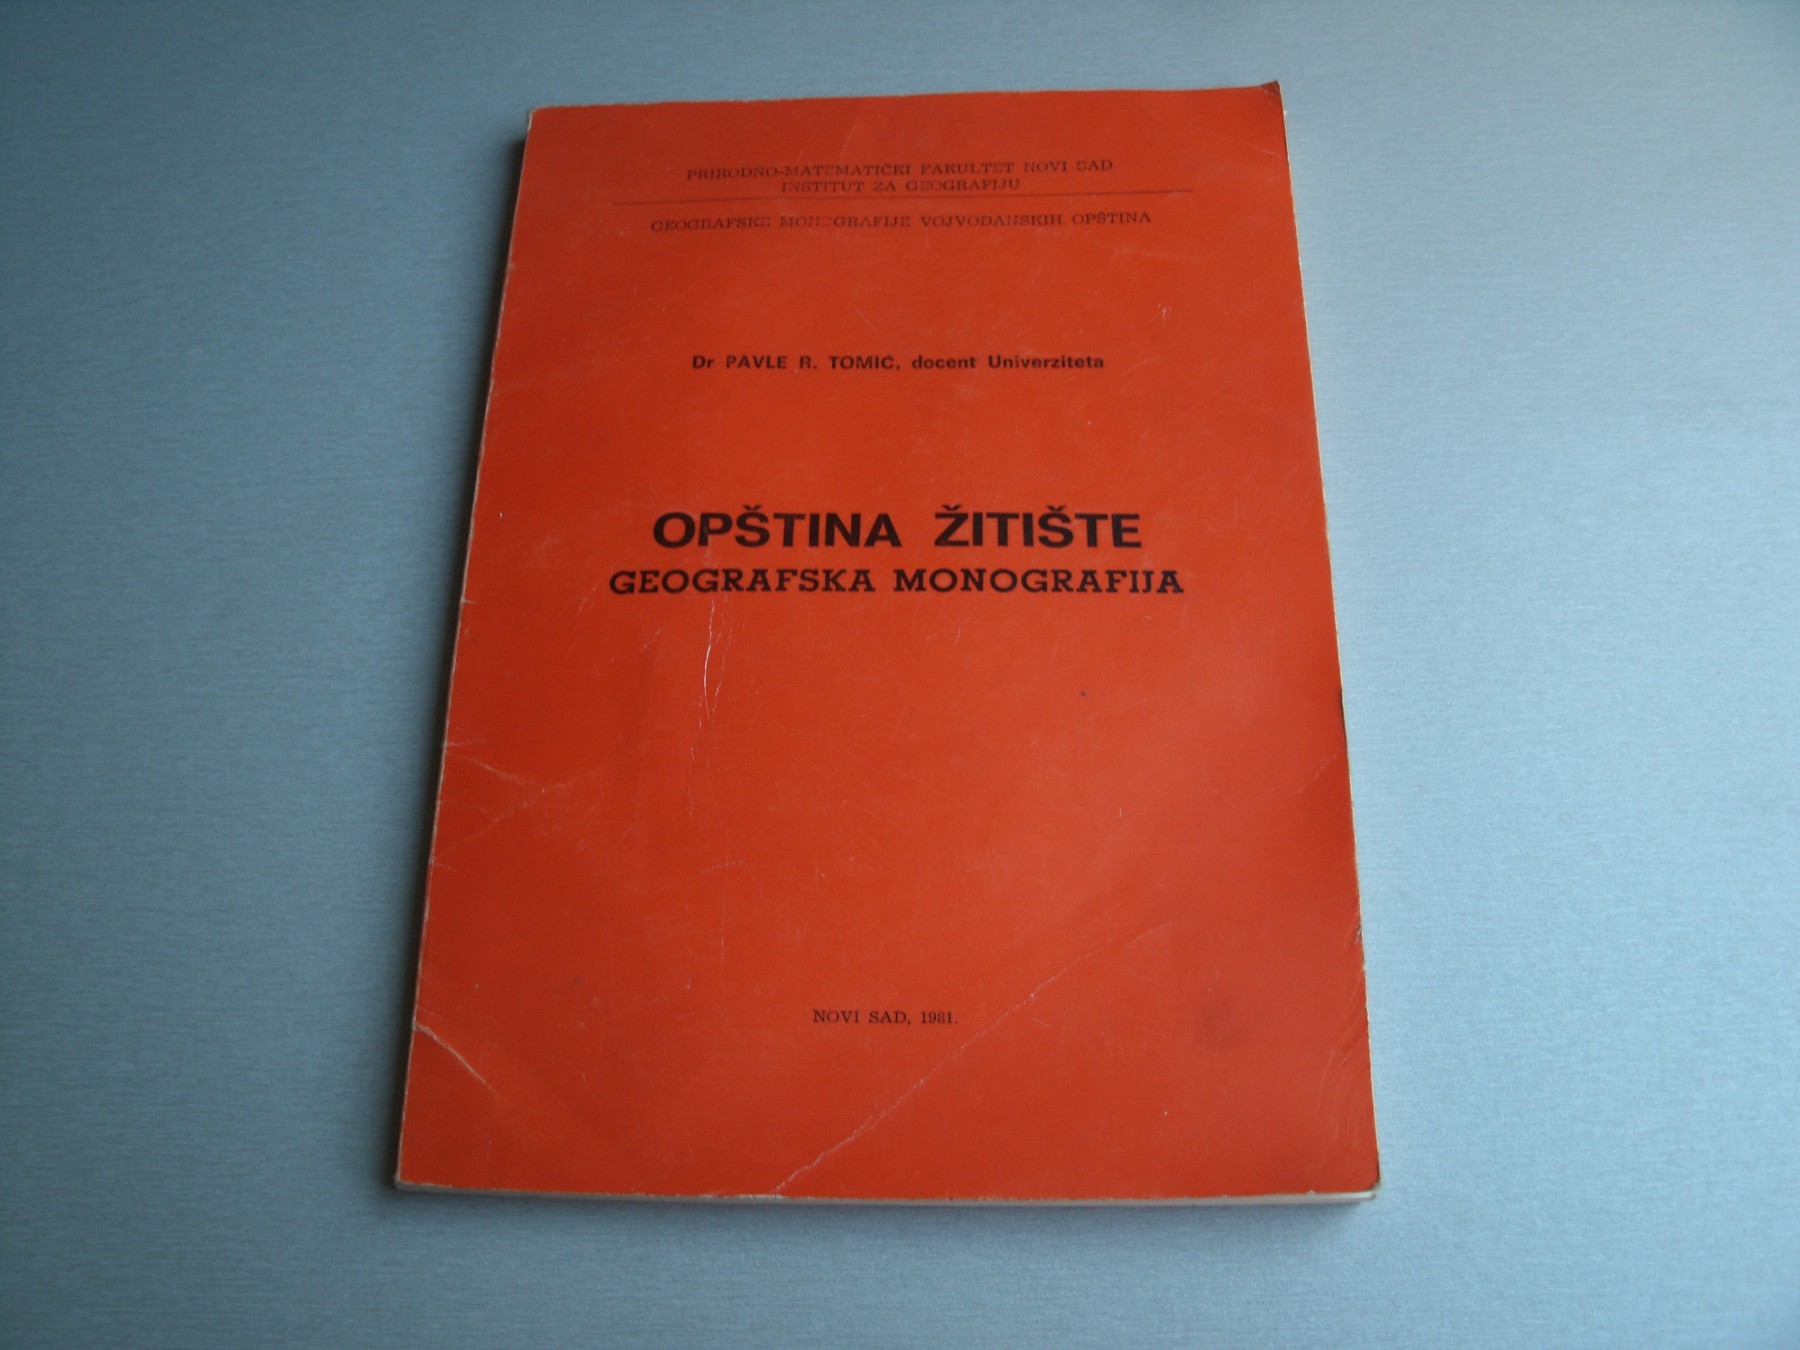 PRIRODNO-MATEMATIČKI FAKULTET NOVI SAD
INSTITUT ZA GEOGRAFIJU
GEOGRAFSKE MONOGRAFIJE VOJVOĐANSKIH OPŠTINA
Dr PAVLE R. TOMIĆ, docent Univerziteta
OPŠTINA ŽITIŠTE
GEOGRAFSKA MONOGRAFIJA
NOVI SAD, 1981.